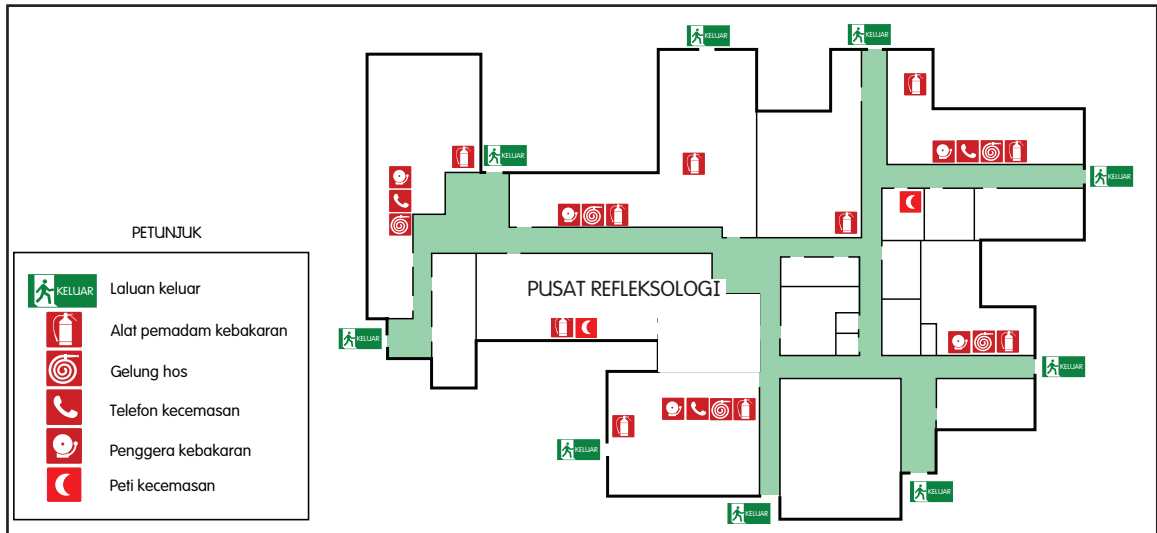 KELUAR
KELUAR
KELUAR
KELUAR
PETUNJUK
KELUAR
Laluan keluar
PUSAT REFLEKSOLOGI
Alat pemadam kebakaran
KELUAR
Gelung hos
KELUAR
Telefon kecemasan
Penggera kebakaran
KELUAR
Peti kecemasan
KELUAR
KELUAR